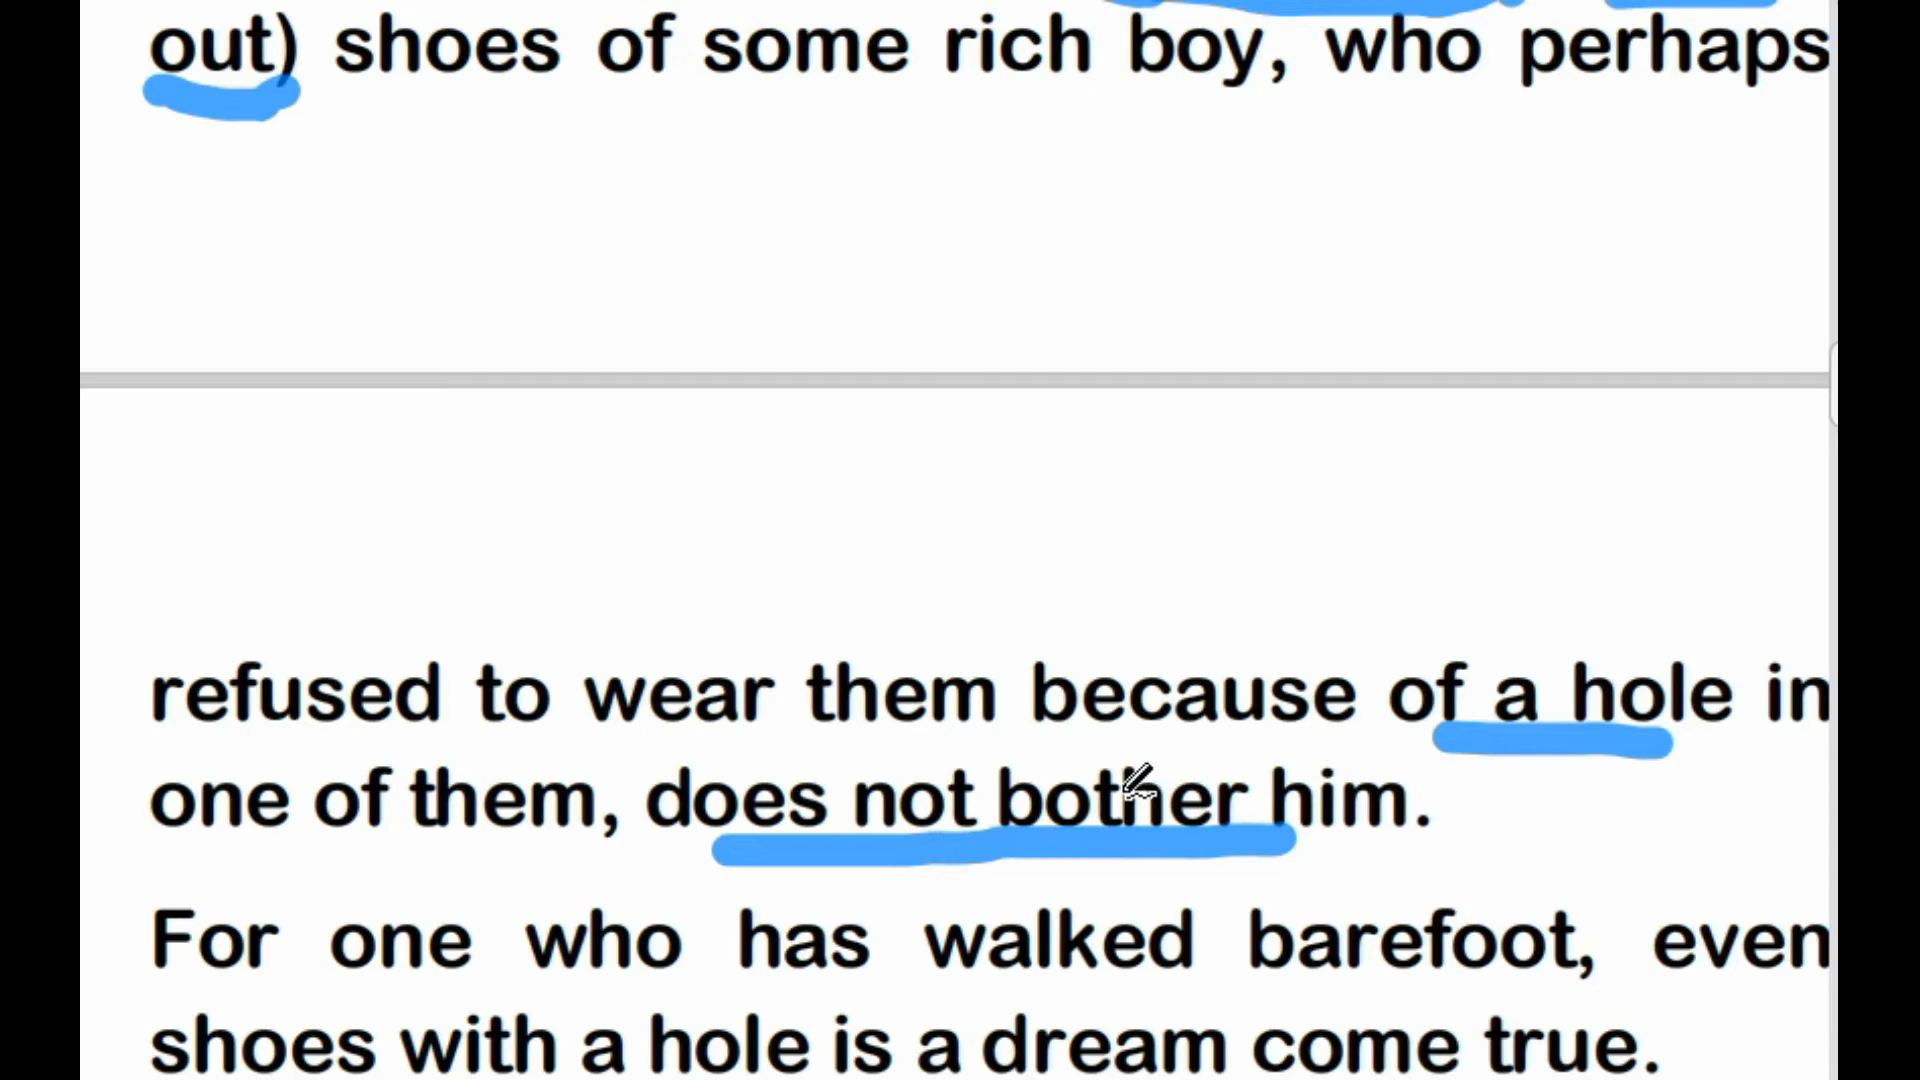 out) shoes of some rich boy, who perhaps
refused to wear them because of a hole in
one of them, does not bother him.
For one who has walked barefoot, even
shoes with a hole is a dream come true.